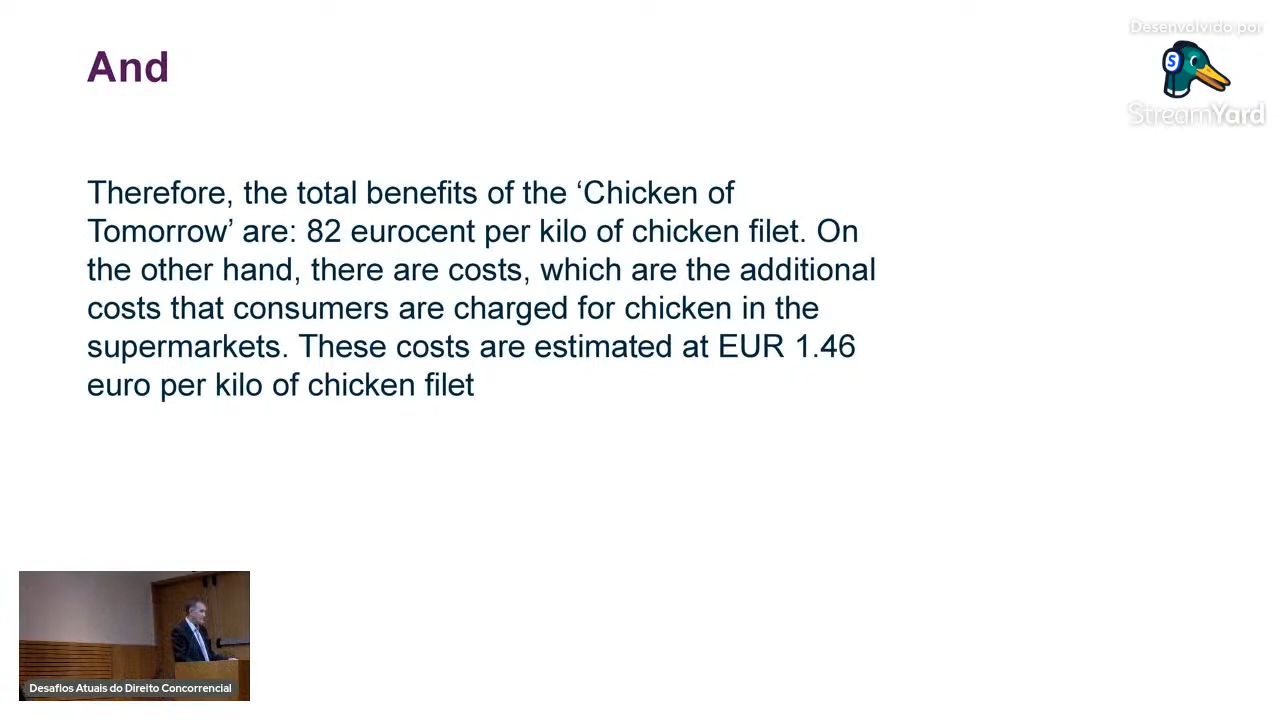 And
Desenvolvido por
S
StreamYard
Therefore, the total benefits of the ‘Chicken of
Tomorrow’ are: 82 eurocent per kilo of chicken filet. On
the other hand, there are costs, which are the additional
costs that consumers are charged for chicken in the
supermarkets. These costs are estimated at EUR 1.46
euro per kilo of chicken filet
Desafios Atuais do Direito Concorrencial